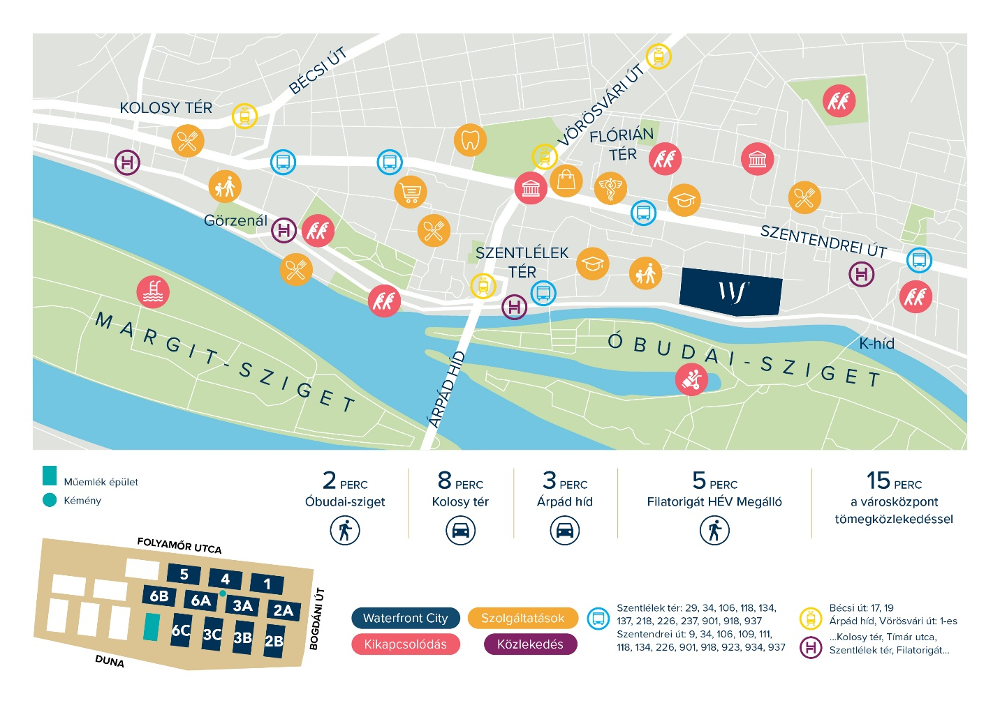 BÉCSI ÚT
VÖRÖSVÁRI ÚT
KOLOSY TÉR
FLÓRIÁN
TÉR
H
Görzenál
H
SZENTENDREI ÚT
SZENTLÉLEK
TÉR
H
H
Wf
MARGIT-SZIGET
ÓBUDAI-SZIGET
K-híd
ÁRPÁD HÍD
Műemlék épület
Kémény
2 PERC
Óbudai-sziget
8 PERC
Kolosy tér
3 PERC
Árpád híd
5 PERC
Filatorigát HÉV Megálló
15 PERC
a városközpont
tömegközlekedéssel
FOLYAMŐR UTCA
5 4 1
6B 6A 3A 2A
6C 3C 3B 2B
BOGDÁNI ÚT
DUNA
Waterfront City
Szolgáltatások
Kikapcsolódás
Közlekedés
Szentlélek tér: 29, 34, 106, 118, 134,
137, 218, 226, 237, 901, 918, 937
Szentendrei út: 9, 34, 106, 109, 111,
118, 134, 226, 901, 918, 923, 934, 937
Bécsi út: 17, 19
Árpád híd, Vörösvári út: 1-es
H
...Kolosy tér, Tímár utca,
Szentlélek tér, Filatorigát...